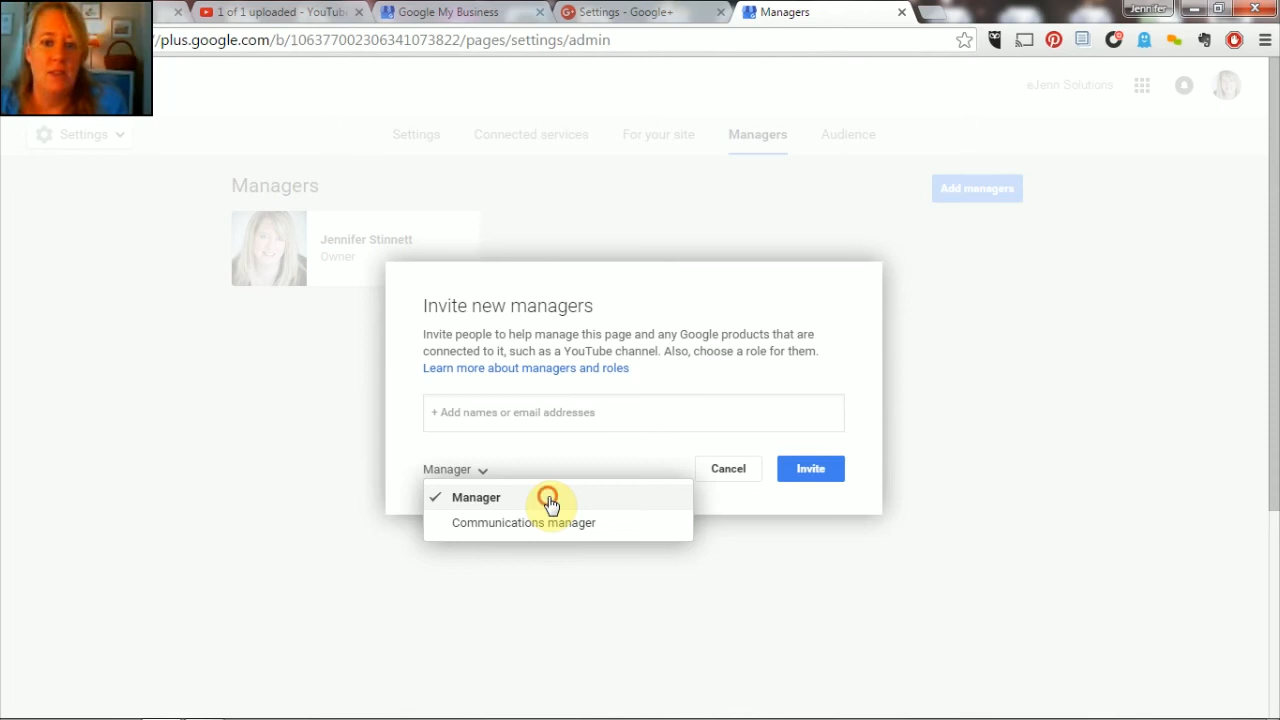 1 of 1 uploaded - YouTube
Google My Business
Settings - Google+
Managers
Jennifer
/plus.google.com/b/106377002306341073822/pages/settings/admin
eJenn Solutions
Settings
Settings
Connected services
For your site
Managers
Audience
Managers
Add managers
Jennifer Stinnett
Owner
Invite new managers
Invite people to help manage this page and any Google products that are
connected to it, such as a YouTube channel. Also, choose a role for them.
Learn more about managers and roles
+ Add names or email addresses
Manager
Cancel
Invite
Manager
Communications manager